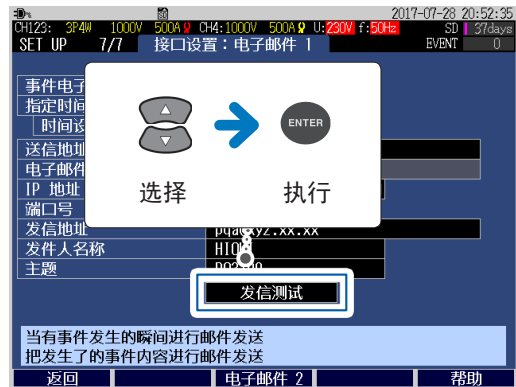 2017-07-28 20:52:35
CH123: 3P4W 1000V 500A CH4:1000V 500A U:230V f:50Hz SD 37days
SET UP 7/7 接口设置：电子邮件 1 EVENT 0
事件电子
指定时间
时间设
送信地址
电子邮件
IP 地址
端口号
发信地址
发件人名称 HIOK
主题
ENTER
选择 执行
发信测试
当有事件发生的瞬间进行邮件发送
把发生了的事件内容进行邮件发送
返回 电子邮件 2 帮助